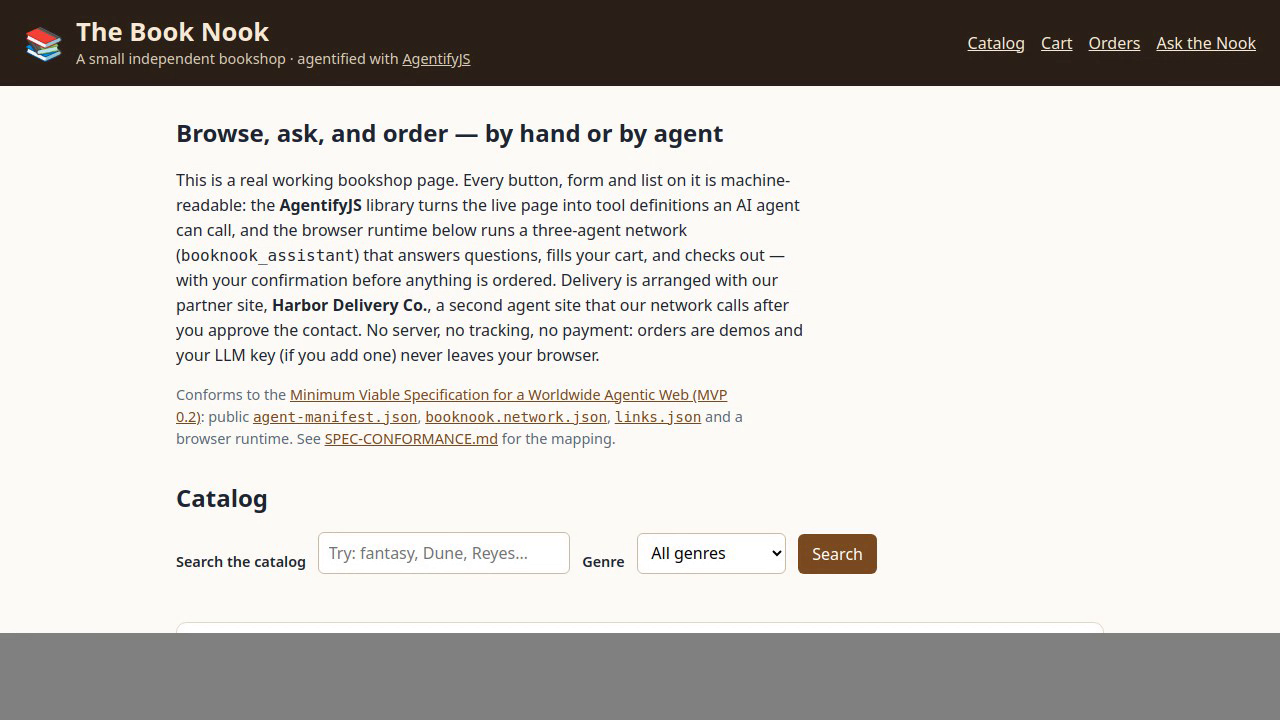 The Book Nook
A small independent bookshop · agentified with AgentifyJS
Catalog Cart Orders Ask the Nook
Browse, ask, and order — by hand or by agent
This is a real working bookshop page. Every button, form and list on it is machine-
readable: the AgentifyJS library turns the live page into tool definitions an AI agent
can call, and the browser runtime below runs a three-agent network
(booknook_assistant) that answers questions, fills your cart, and checks out —
with your confirmation before anything is ordered. Delivery is arranged with our
partner site, Harbor Delivery Co., a second agent site that our network calls after
you approve the contact. No server, no tracking, no payment: orders are demos and
your LLM key (if you add one) never leaves your browser.
Conforms to the Minimum Viable Specification for a Worldwide Agentic Web (MVP
0.2): public agent-manifest.json, booknook.network.json, links.json and a
browser runtime. See SPEC-CONFORMANCE.md for the mapping.
Catalog
Search the catalog Try: fantasy, Dune, Reyes... Genre All genres Search